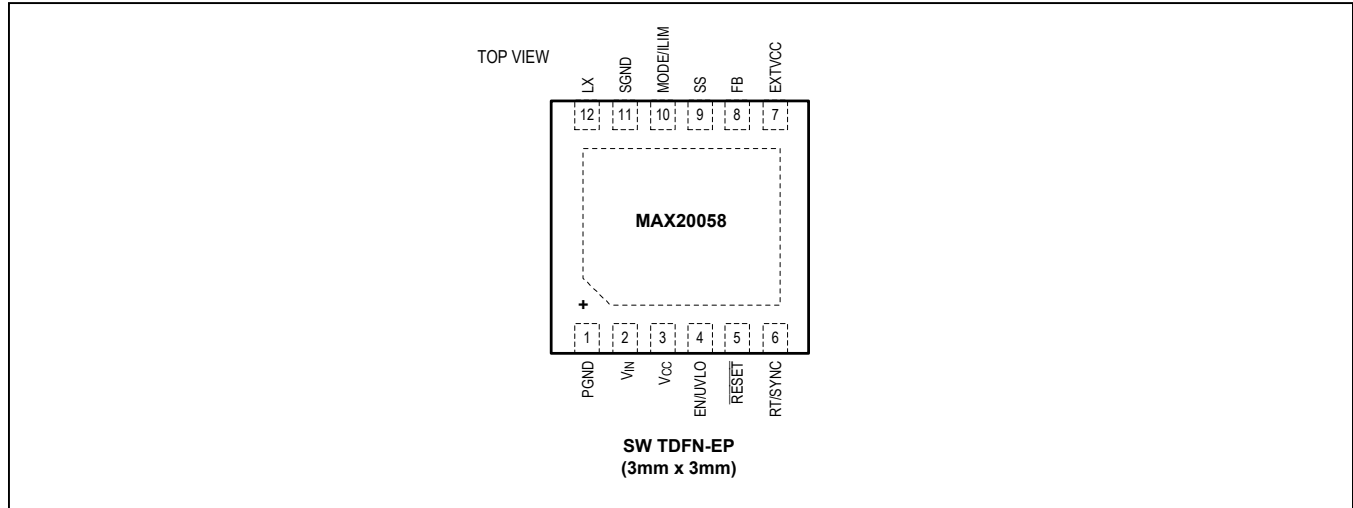 TOP VIEW
LX
SGND
MODE/ILIM
SS
FB
EXTVCC
12 11 10 9 8 7
MAX20058
+
1 2 3 4 5 6
PGND
VIN
VCC
EN/UVLO
RESET
RT/SYNC
SW TDFN-EP
(3mm x 3mm)